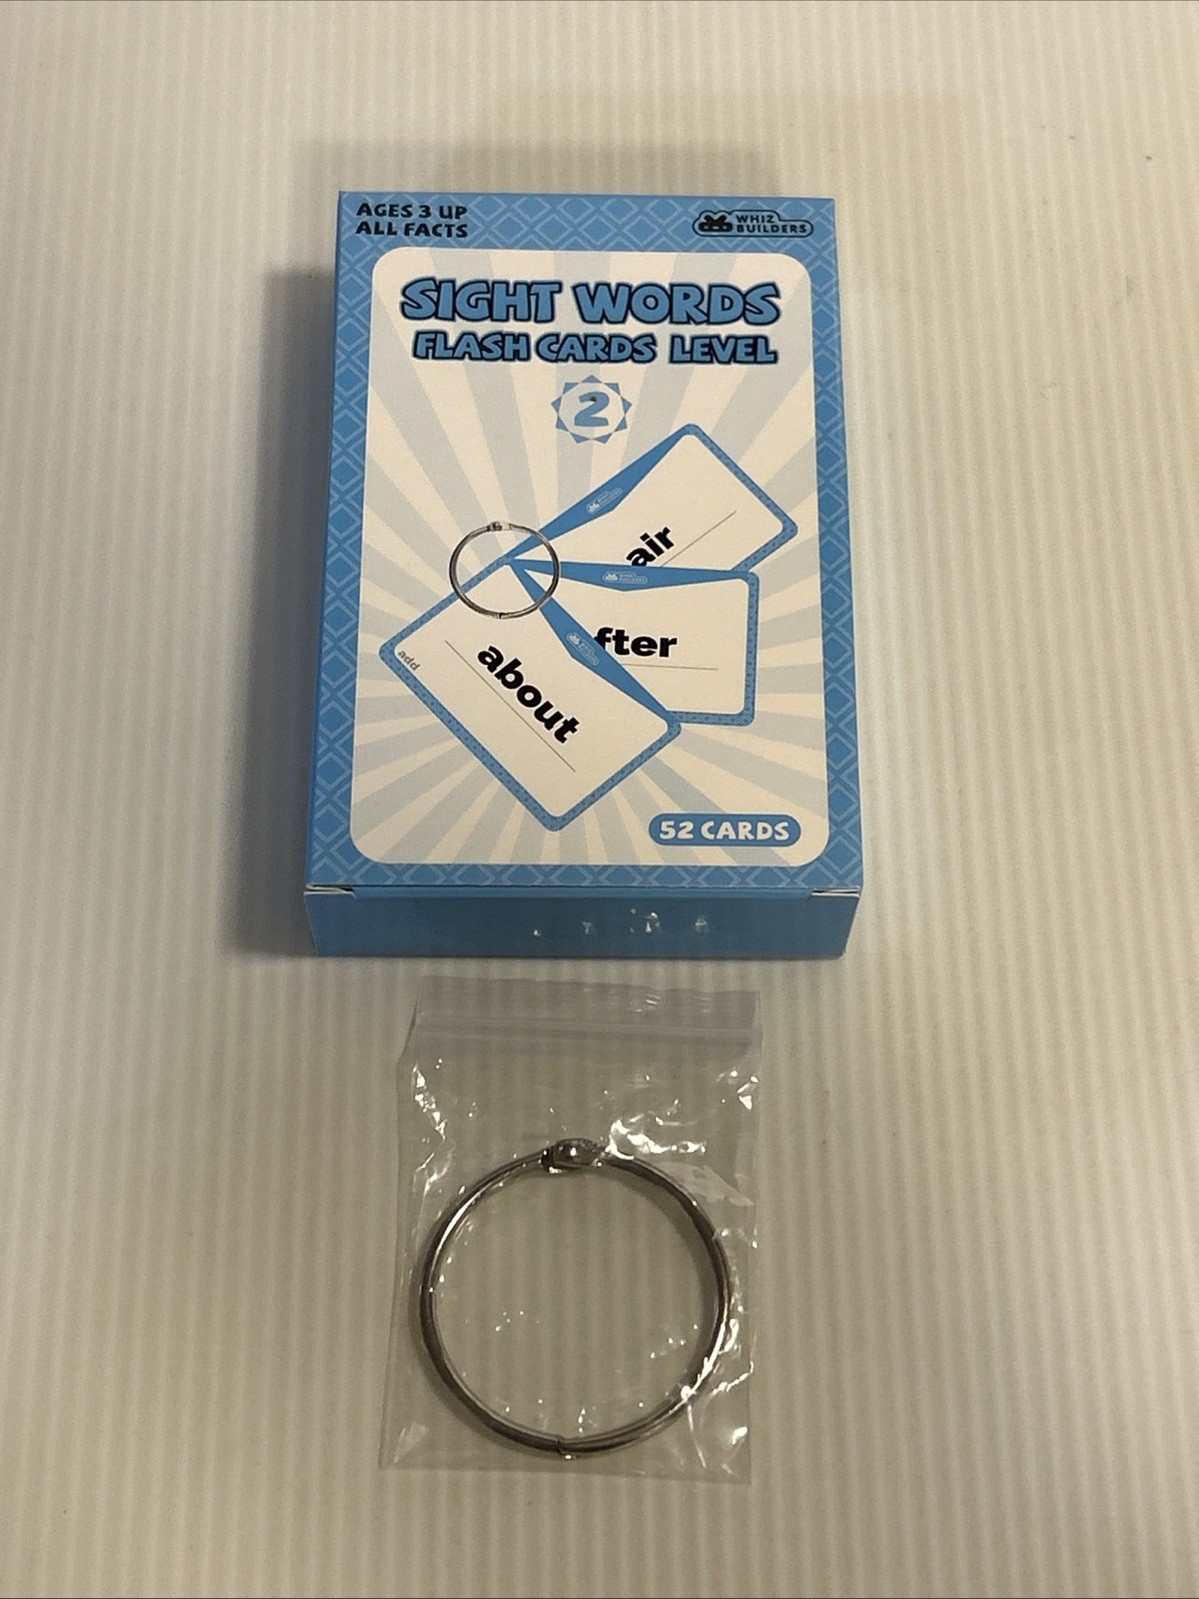 AGES 3 UP
ALL FACTS
WHIZ
BUILDERS
SIGHT WORDS
FLASH CARDS LEVEL
2
air
fter
about
add
52 CARDS